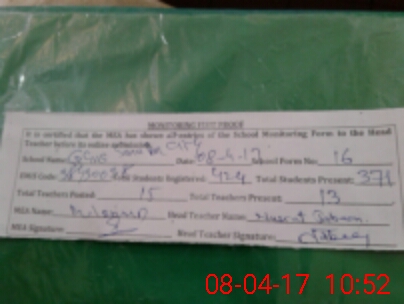 MONITORING VISIT PROOF
It is certified that the MEA has shown all entries of the School Monitoring Form to the Head
Teacher before its online submission.
School Name: Date: 08-4-17 School Form No: 16
EMIS Code: Students Registered: 424 Total Students Present: 371
Total Teachers Posted: 15 Total Teachers Present: 13
MEA Name: Head Teacher Name:
MEA Signature: Head Teacher Signature:
08-04-17 10:52